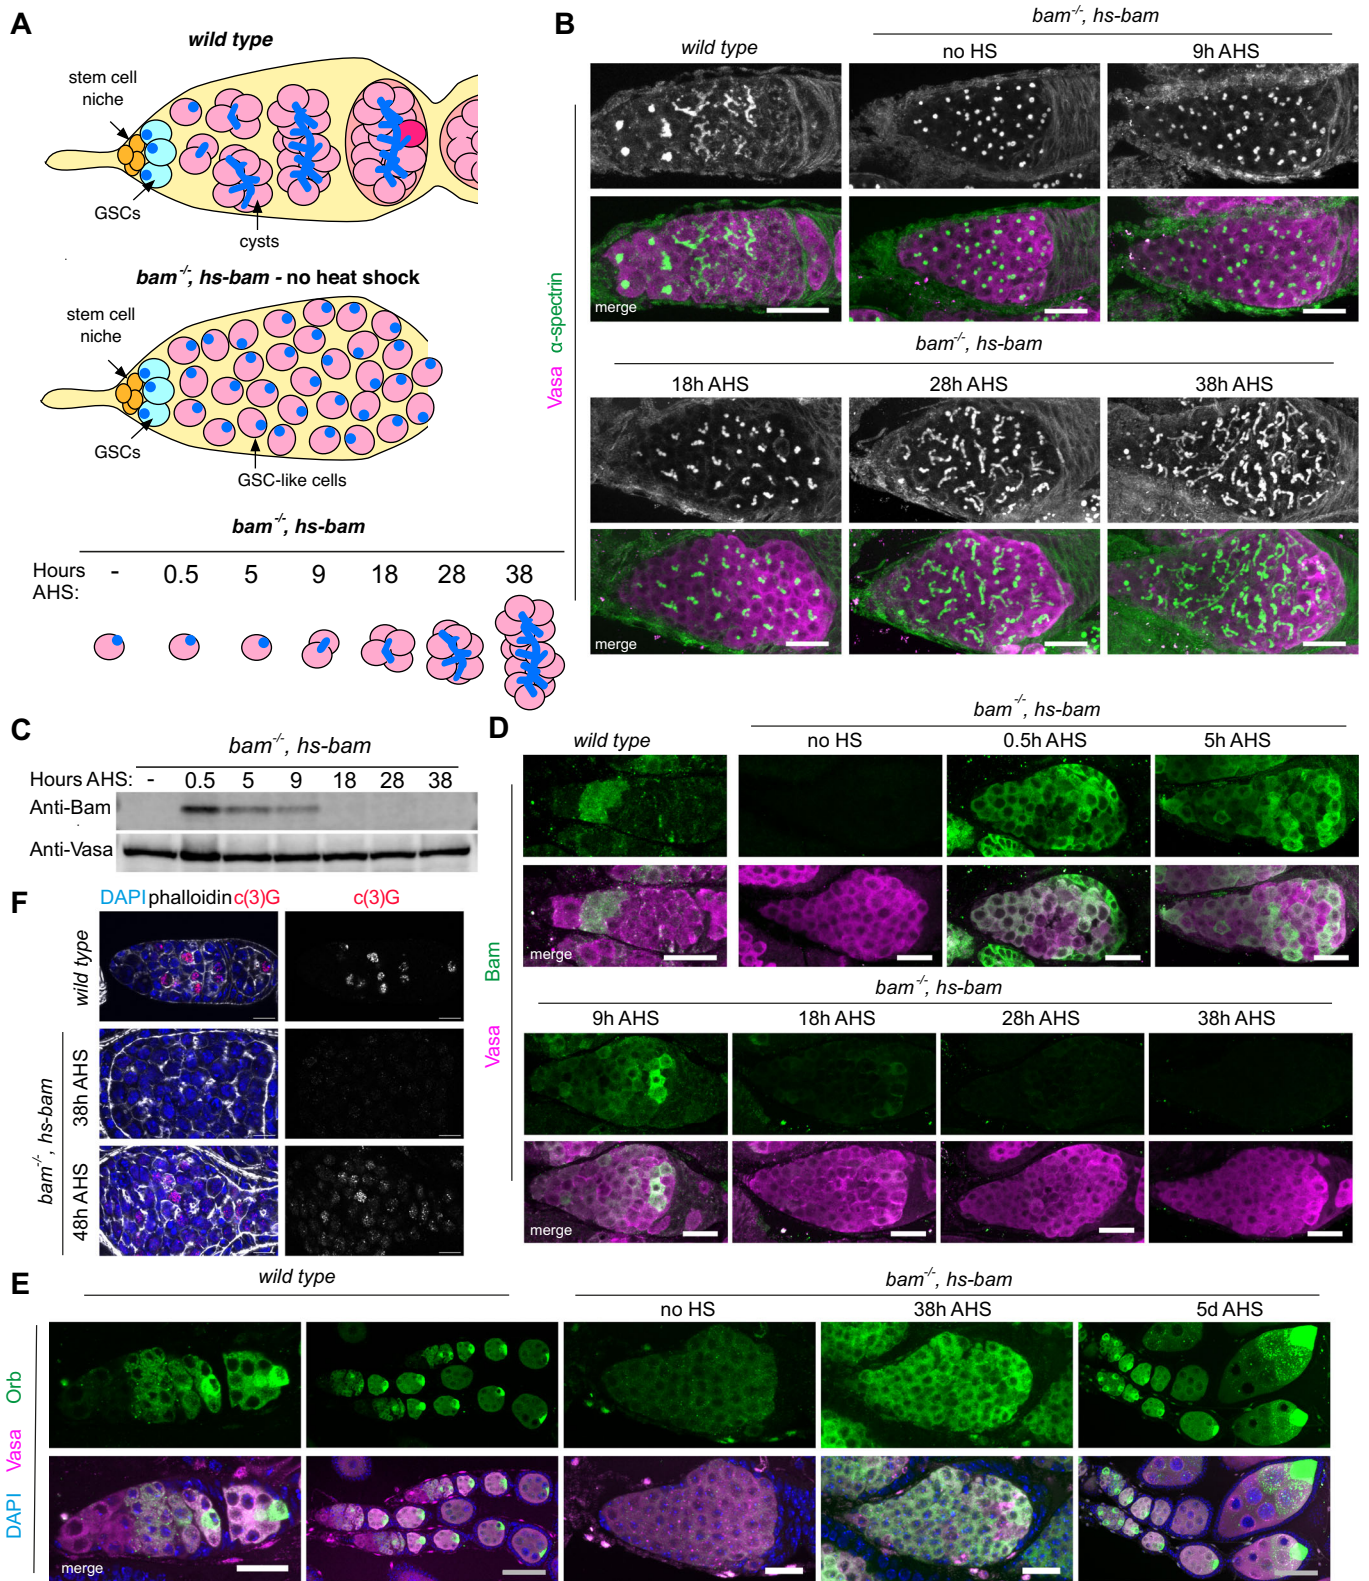 A
wild type
stem cell
niche
GSCs
cysts
bam-/-, hs-bam - no heat shock
stem cell
niche
GSCs
GSC-like cells
bam-/-, hs-bam
Hours AHS: - 0.5 5 9 18 28 38
B
bam-/-, hs-bam
wild type no HS 9h AHS
merge
bam-/-, hs-bam
18h AHS 28h AHS 38h AHS
merge
Vasa α-spectrin
C
bam-/-, hs-bam
Hours AHS: - 0.5 5 9 18 28 38
Anti-Bam
Anti-Vasa
D
bam-/-, hs-bam
wild type no HS 0.5h AHS 5h AHS
merge
bam-/-, hs-bam
9h AHS 18h AHS 28h AHS 38h AHS
merge
Vasa Bam
F
DAPI phalloidin c(3)G c(3)G
wild type
bam-/-, hs-bam
38h AHS
48h AHS
E
wild type bam-/-, hs-bam
no HS 38h AHS 5d AHS
merge
DAPI Vasa Orb